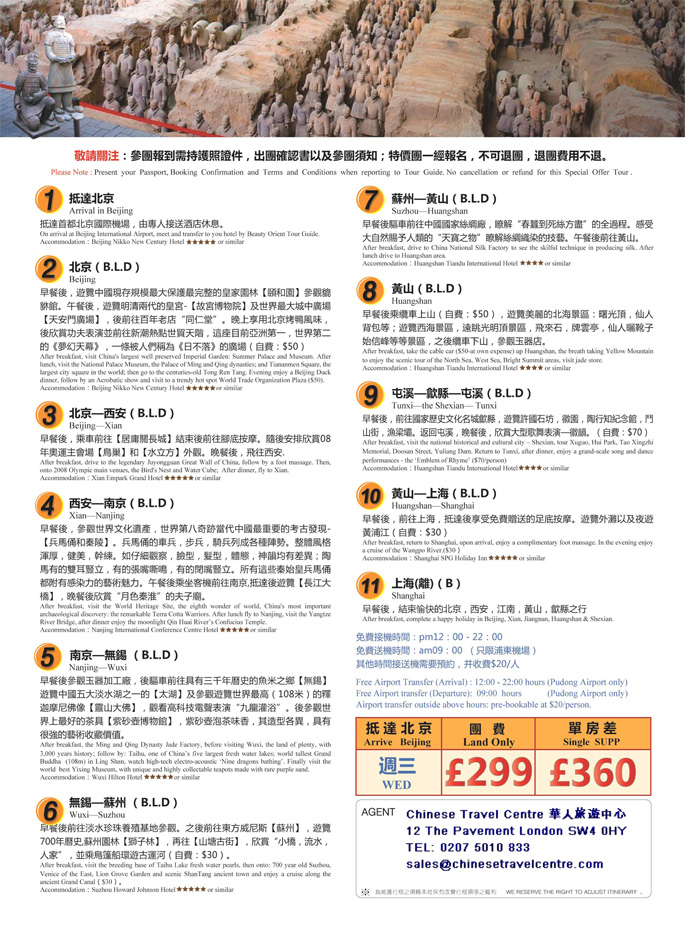 敬請關注：參團報到需持護照證件，出團確認書以及參團須知；特價團一經報名，不可退團，退團費用不退。
Please Note : Present your Passport, Booking Confirmation and Terms and Conditions when reporting to Tour Guide. No cancellation or refund for this Special Offer Tour .
1 抵達北京
Arrival in Beijing
抵達首都北京國際機場，由專人接送酒店休息。
On arrival at Beijing International Airport, meet and transfer to you hotel by Beauty Orient Tour Guide.
Accommodation : Beijing Nikko New Century Hotel ★★★★★ or similar
2 北京（B.L.D）
Beijing
早餐後，遊覽中國現存規模最大保護最完整的皇家園林【頤和園】參觀貔
貅館。午餐後，遊覽明清兩代的皇宮-【故宮博物院】及世界最大城中廣場
【天安門廣場】，後前往百年老店“同仁堂”。晚上享用北京烤鴨風味，
後欣賞功夫表演並前往新潮熱點世貿天階，這座目前亞洲第一，世界第二
的《夢幻天幕》，一條被人們稱為《日不落》的廣場（自費：$50）
After breakfast, visit China's largest well preserved Imperial Garden: Summer Palace and Museum. After
lunch, visit the National Palace Museum, the Palace of Ming and Qing dynasties; and Tiananmen Square, the
largest city square in the world; then go to the centuries-old Tong Ren Tang. Evening enjoy a Beijing Duck
dinner, follow by an Acrobatic show and visit to a trendy hot spot World Trade Organization Plaza ($50).
Accommodation : Beijing Nikko New Century Hotel ★★★★★ or similar
3 北京—西安（B.L.D）
Beijing—Xian
早餐後，乘車前往【居庸關長城】結束後前往腳底按摩。隨後安排欣賞08
年奧運主會場【鳥巢】和【水立方】外觀。晚餐後，飛往西安.
After breakfast, drive to the legendary Juyongguan Great Wall of China, follow by a foot massage. Then,
onto 2008 Olympic main venues, the Bird's Nest and Water Cube; After dinner, fly to Xian.
Accommodation : Xian Empark Grand Hotel ★★★★★ or similar
4 西安—南京（B.L.D）
Xian—Nanjing
早餐後，參觀世界文化遺產，世界第八奇跡當代中國最重要的考古發現-
【兵馬俑和秦陵】。兵馬俑的車兵，步兵，騎兵列成各種陣勢。整體風格
渾厚，健美，幹練。如仔細觀察，臉型，髮型，體態，神韻均有差異；陶
馬有的雙耳豎立，有的張嘴嘶鳴，有的閉嘴豎立。所有這些秦始皇兵馬俑
都附有感染力的藝術魅力。午餐後乘坐客機前往南京,抵達後遊覽【長江大
橋】，晚餐後欣賞“月色秦淮”的夫子廟。
After breakfast, visit the World Heritage Site, the eighth wonder of world, China's most important
archaeological discovery: the remarkable Terra Cotta Warriors. After lunch fly to Nanjing, visit the Yangtze
River Bridge, after dinner enjoy the moonlight Qin Huai River's Confucius Temple.
Accommodation : Nanjing International Conference Centre Hotel ★★★★★ or similar
5 南京—無錫 （B.L.D）
Nanjing—Wuxi
早餐後參觀玉器加工廠，後驅車前往具有三千年曆史的魚米之鄉【無錫】
遊覽中國五大淡水湖之一的【太湖】及參觀遊覽世界最高（108米）的釋
迦摩尼佛像【靈山大佛】，觀看高科技電聲表演“九龍灌浴”。後參觀世
界上最好的茶具【紫砂壺博物館】，紫砂壺泡茶味香，其造型各異，具有
很強的藝術收藏價值。
After breakfast, the Ming and Qing Dynasty Jade Factory, before visiting Wuxi, the land of plenty, with
3,000 years history; follow by: Taihu, one of China's five largest fresh water lakes; world tallest Grand
Buddha (108m) in Ling Shan, watch high-tech electro-acoustic 'Nine dragons bathing'. Finally visit the
world best Yixing Museum, with unique and highly collectable teapots made with rare purple sand.
Accommodation : Wuxi Hilton Hotel ★★★★★ or similar
6 無錫—蘇州 （B.L.D）
Wuxi—Suzhou
早餐後前往淡水珍珠養殖基地參觀。之後前往東方威尼斯【蘇州】，遊覽
700年曆史,蘇州園林【獅子林】，再往【山塘古街】，欣賞“小橋，流水，
人家”，並乘烏篷船環遊古運河（自費：$30）。
After breakfast, visit the breeding base of Taihu Lake fresh water pearls, then onto: 700 year old Suzhou,
Venice of the East, Lion Grove Garden and scenic ShanTang ancient town and enjoy a cruise along the
ancient Grand Canal ( $30 ) 。
Accommodation : Suzhou Howard Johnson Hotel ★★★★★ or similar
7 蘇州—黃山（B.L.D）
Suzhou—Huangshan
早餐後驅車前往中國國家絲綢廠，瞭解“春蠶到死絲方盡”的全過程。感受
大自然賜予人類的“天寶之物”瞭解絲綢織染的技藝。午餐後前往黃山。
After breakfast, drive to China National Silk Factory to see the skilful technique in producing silk. After
lunch drive to Huangshan area.
Accommodation : Huangshan Tiandu International Hotel ★★★★ or similar
8 黃山（B.L.D）
Huangshan
早餐後乘纜車上山（自費：$50），遊覽美麗的北海景區：曙光頂，仙人
背包等；遊覽西海景區，遠眺光明頂景區，飛來石，牌雲亭，仙人曬靴子
始信峰等等景區，之後纜車下山，參觀玉器店。
After breakfast, take the cable car ($50-at own expense) up Huangshan, the breath taking Yellow Mountain
to enjoy the scenic tour of the North Sea, West Sea, Bright Summit areas, visit jade store.
Accommodation : Huangshan Tiandu International Hotel ★★★★ or similar
9 屯溪—歙縣—屯溪（B.L.D）
Tunxi—the Shexian— Tunxi
早餐後，前往國家歷史文化名城歙縣，遊覽許國石坊，徽園，陶行知紀念館，鬥
山街，漁梁壩。返回屯溪，晚餐後，欣賞大型歌舞表演—徽韻。（自費：$70）
After breakfast, visit the national historical and cultural city – Shexian, tour Xuguo, Hui Park, Tao Xingzhi
Memorial, Doosan Street, Yuliang Dam. Return to Tunxi, after dinner, enjoy a grand-scale song and dance
performances - the 'Emblem of Rhyme' ($70/person)
Accommodation : Huangshan Tiandu International Hotel ★★★★ or similar
10 黃山—上海（B.L.D）
Huangshan—Shanghai
早餐後，前往上海，抵達後享受免費贈送的足底按摩。遊覽外灘以及夜遊
黃浦江（自費：$30）
After breakfast, return to Shanghai, upon arrival, enjoy a complimentary foot massage. In the evening enjoy
a cruise of the Wangpo River.($30 )
Accommodation : Shanghai SPG Holiday Inn ★★★★★ or similar
11 上海(離)（B）
Shanghai
早餐後，結束愉快的北京，西安，江南，黃山，歙縣之行
After breakfast, complete a happy holiday in Beijing, Xian, Jiangnan, Huangshan & Shexian.
免費接機時間：pm12：00 - 22：00
免費送機時間：am09：00 （只限浦東機場）
其他時間接送機需要預約，并收費$20/人
Free Airport Transfer (Arrival) : 12:00 - 22:00 hours (Pudong Airport only)
Free Airport transfer (Departure): 09:00 hours (Pudong Airport only)
Airport transfer outside above hours: pre-bookable at $20/person.
抵達北京 團 費 單房差
Arrive Beijing Land Only Single SUPP
週三 £299 £360
WED
AGENT Chinese Travel Centre 華人旅遊中心
12 The Pavement London SW4 0HY
TEL: 0207 5010 833
sales@chinesetravelcentre.com
WE RESERVE THE RIGHT TO ADJUST ITINERARY 。